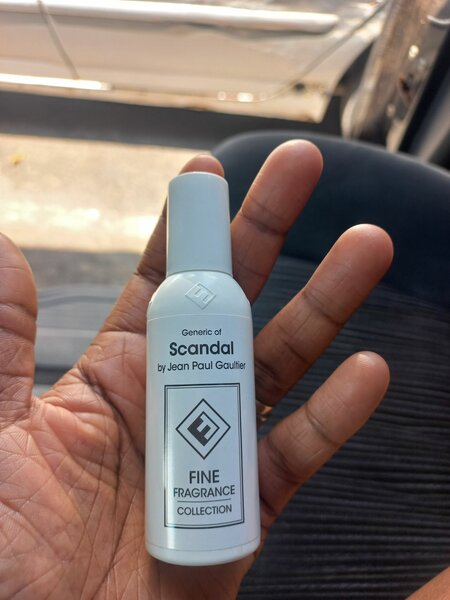 Generic of
Scandal
by Jean Paul Gaultier
F
FINE
FRAGRANCE
COLLECTION